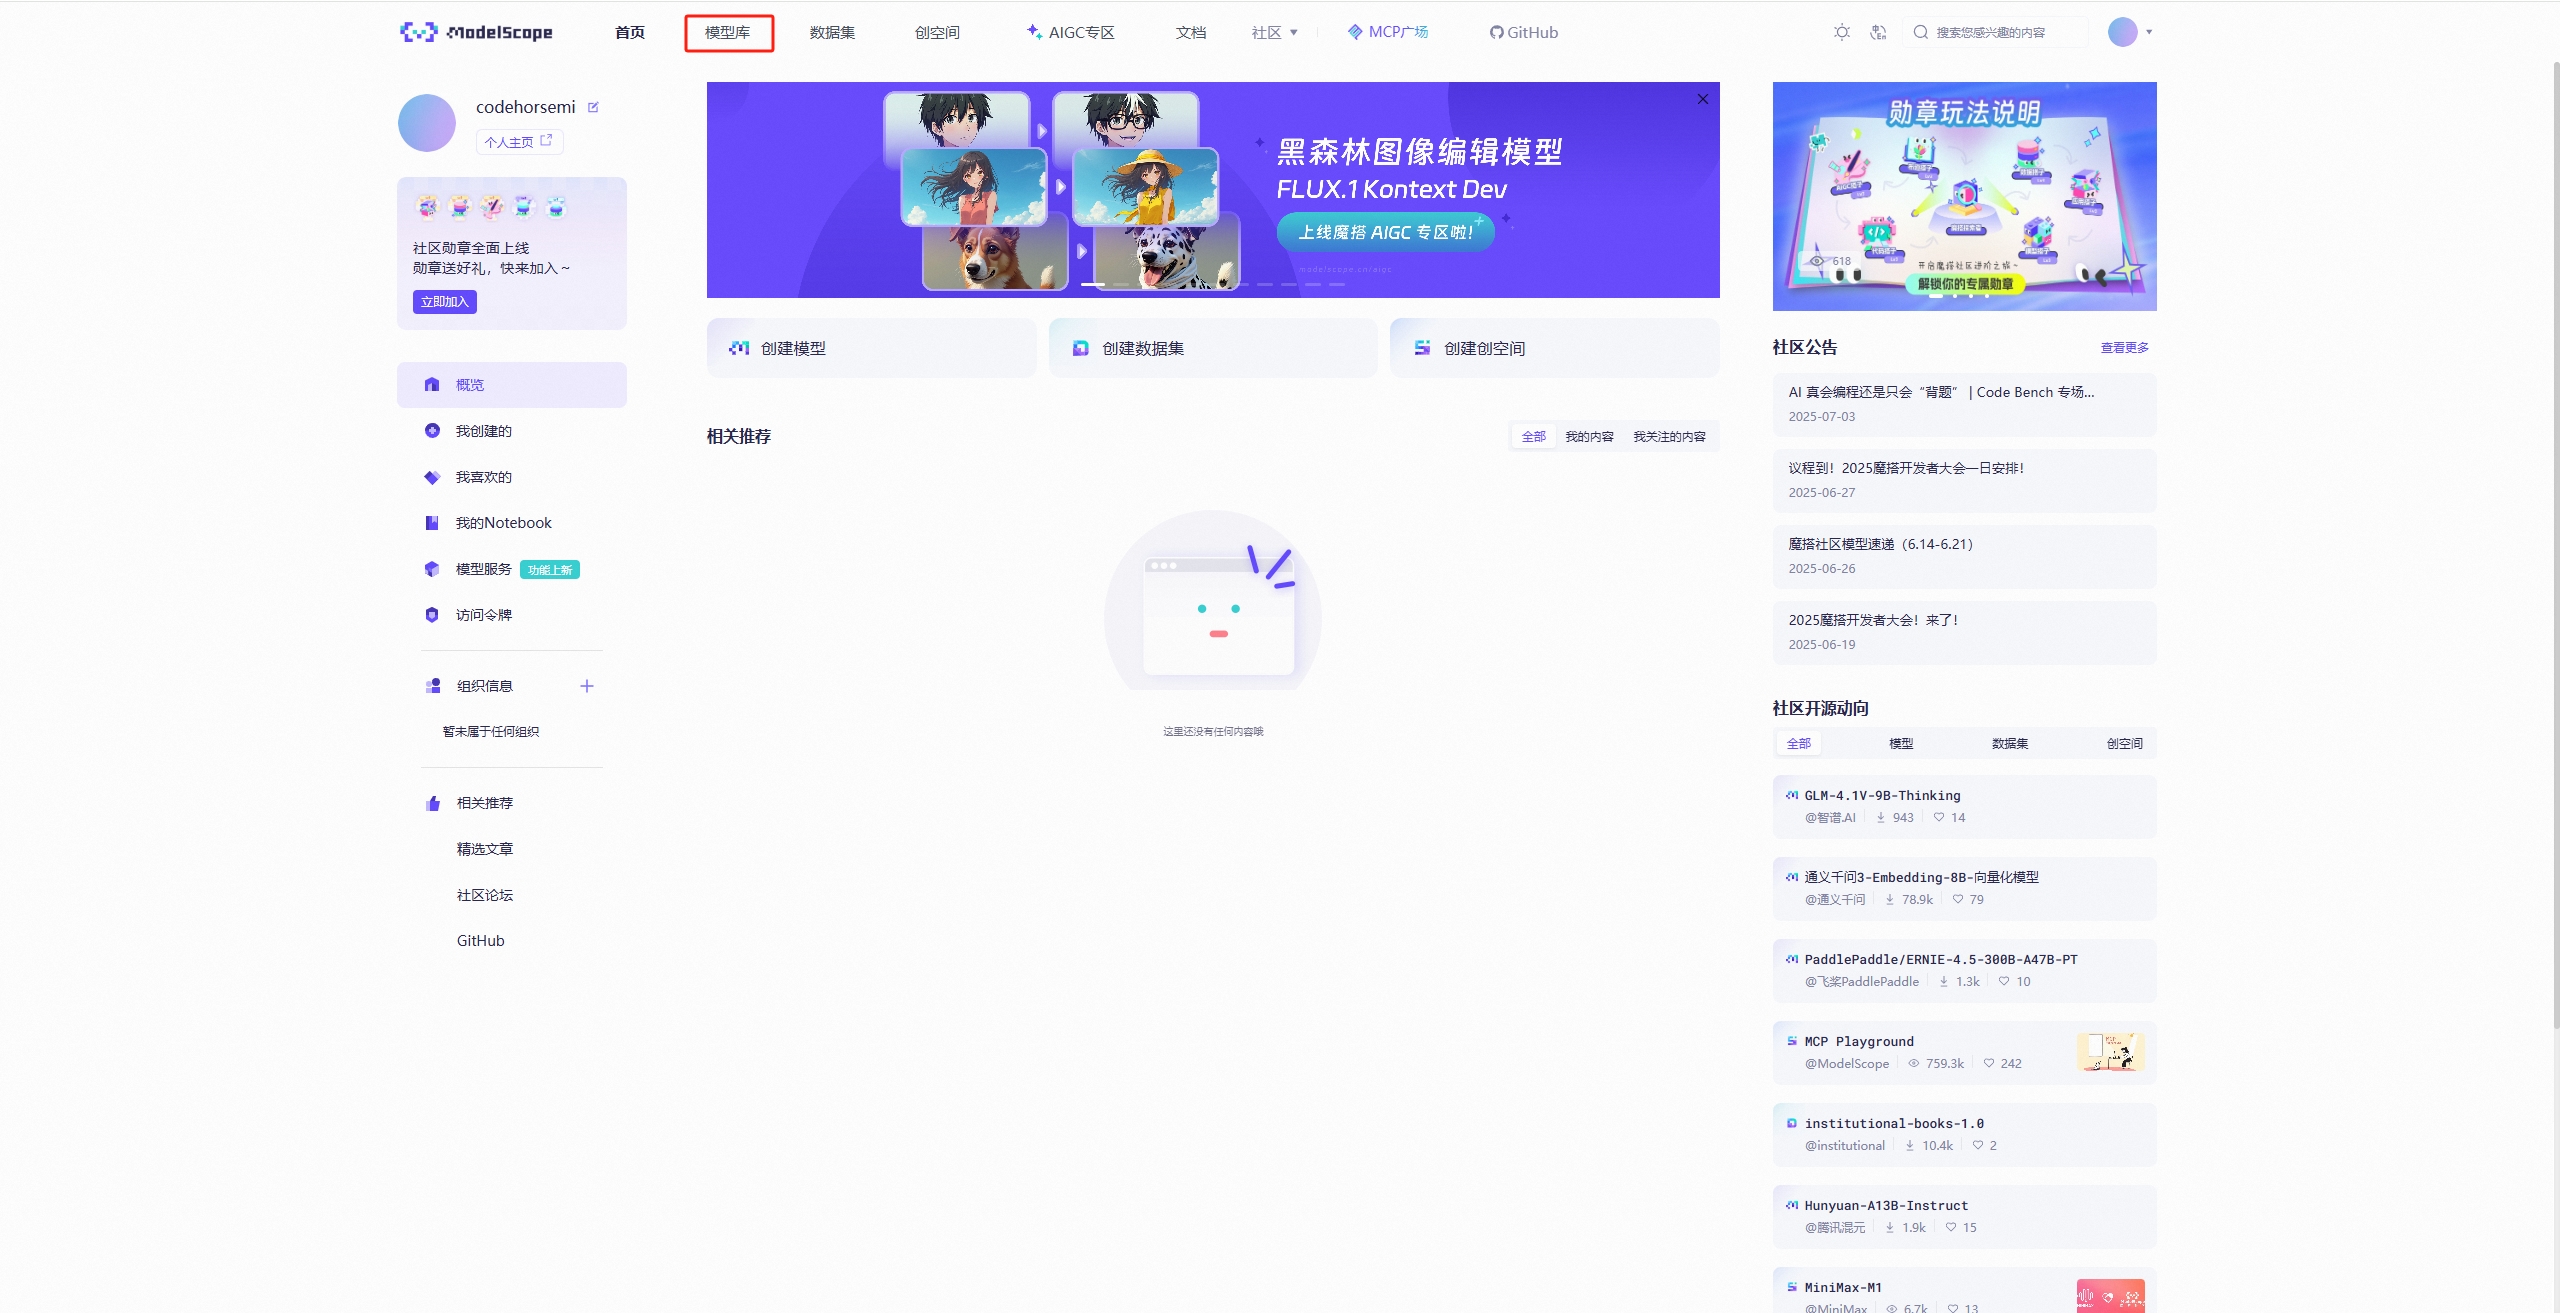 ModelScope
首页
模型库
数据集
创空间
AIGC专区
文档
社区
MCP广场
GitHub
搜索您感兴趣的内容
codehorsemi
个人主页
社区勋章全面上线
勋章送好礼，快来加入～
立即加入
概览
我创建的
我喜欢的
我的Notebook
模型服务 功能上新
访问令牌
组织信息
暂未属于任何组织
相关推荐
精选文章
社区论坛
GitHub
黑森林图像编辑模型
FLUX.1 Kontext Dev
上线魔搭 AIGC 专区啦！
modelscope.cn/aigc
创建模型
创建数据集
创建创空间
相关推荐
全部
我的内容
我关注的内容
这里还没有任何内容哦
勋章玩法说明
618
开启魔搭社区进阶之旅~
解锁你的专属勋章
社区公告
查看更多
AI 真会编程还是只会“背题” | Code Bench 专场...
2025-07-03
议程到！2025魔搭开发者大会一日安排！
2025-06-27
魔搭社区模型速递（6.14-6.21）
2025-06-26
2025魔搭开发者大会！来了！
2025-06-19
社区开源动向
全部
模型
数据集
创空间
GLM-4.1V-9B-Thinking
@智谱.AI 943 14
通义千问3-Embedding-8B-向量化模型
@通义千问 78.9k 79
PaddlePaddle/ERNIE-4.5-300B-A47B-PT
@飞桨PaddlePaddle 1.3k 10
MCP Playground
@ModelScope 759.3k 242
institutional-books-1.0
@institutional 10.4k 2
Hunyuan-A13B-Instruct
@腾讯混元 1.9k 15
MiniMax-M1
@MiniMax 6.7k 13